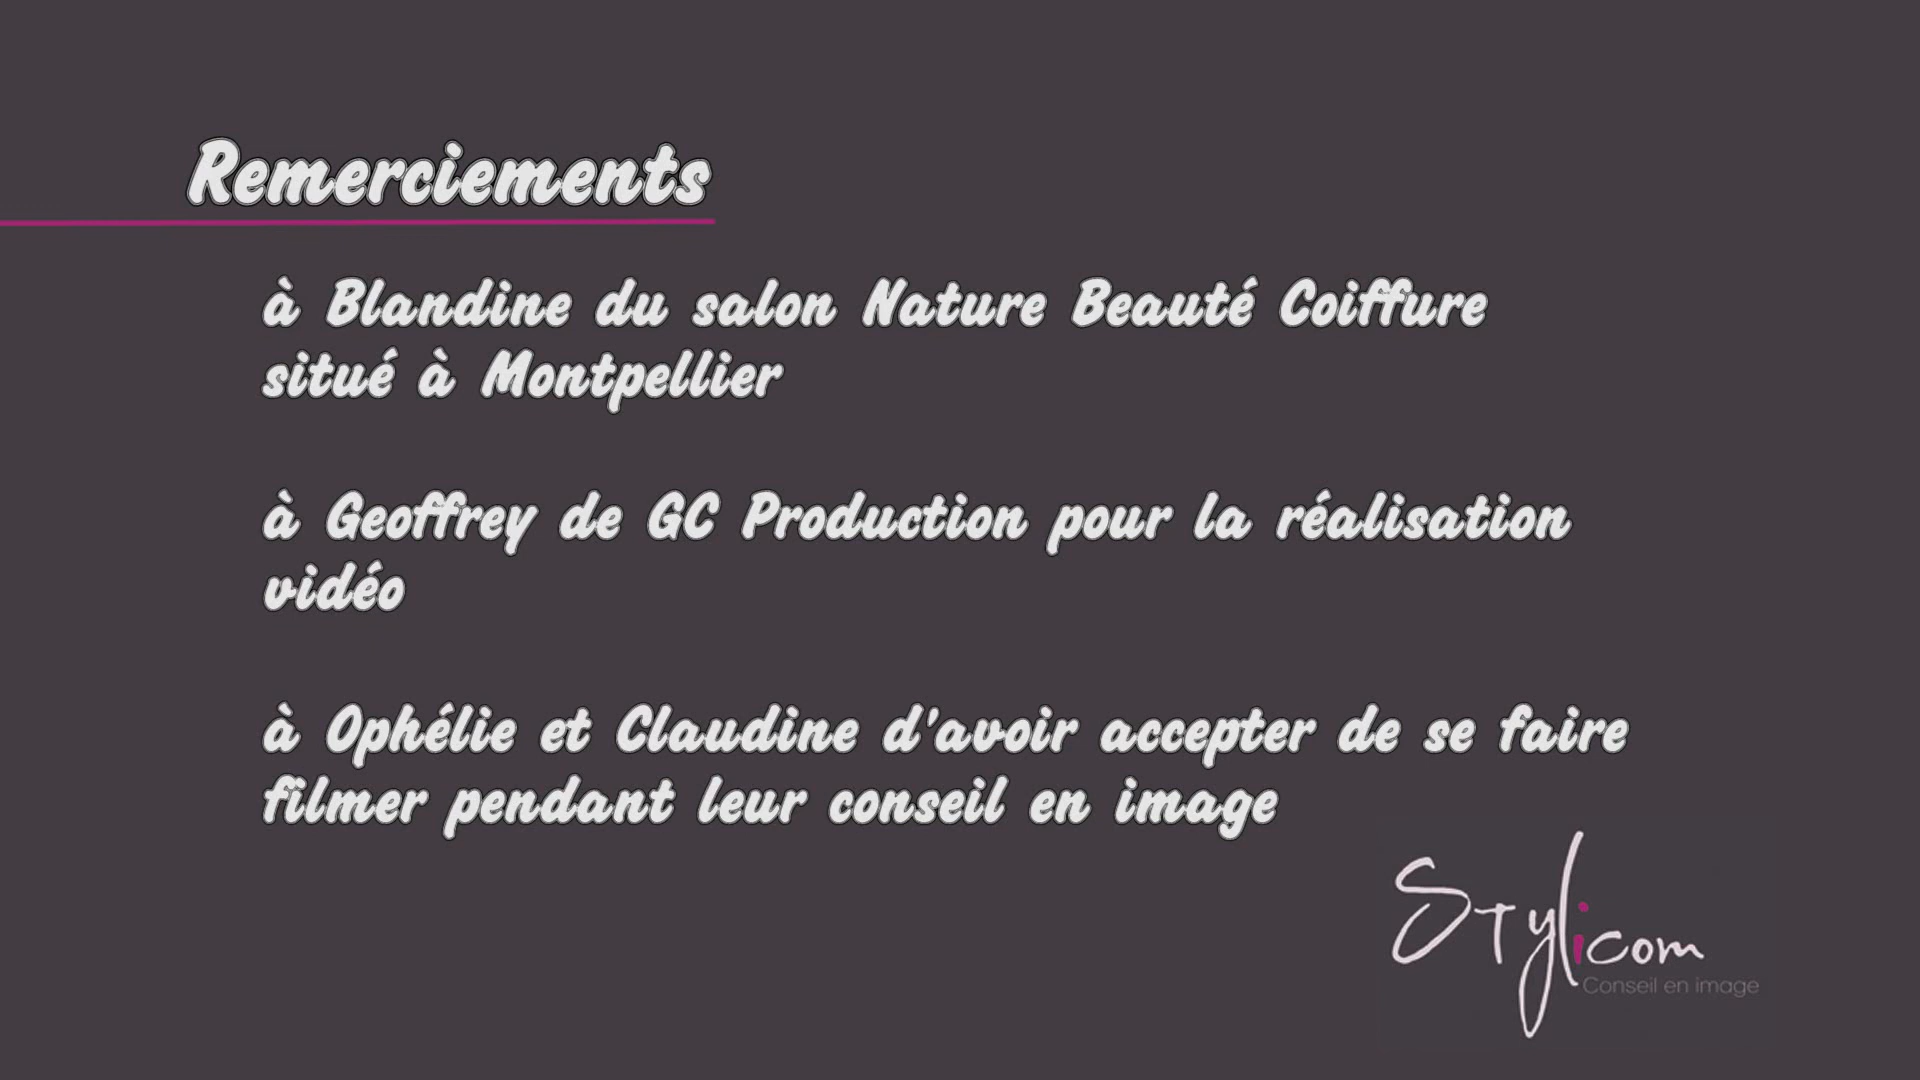 Remerciements
à Blandine du salon Nature Beauté Coiffure
situé à Montpellier
à Geoffrey de GC Production pour la réalisation
vidéo
à Ophélie et Claudine d'avoir accepter de se faire
filmer pendant leur conseil en image
Stylicom
Conseil en image